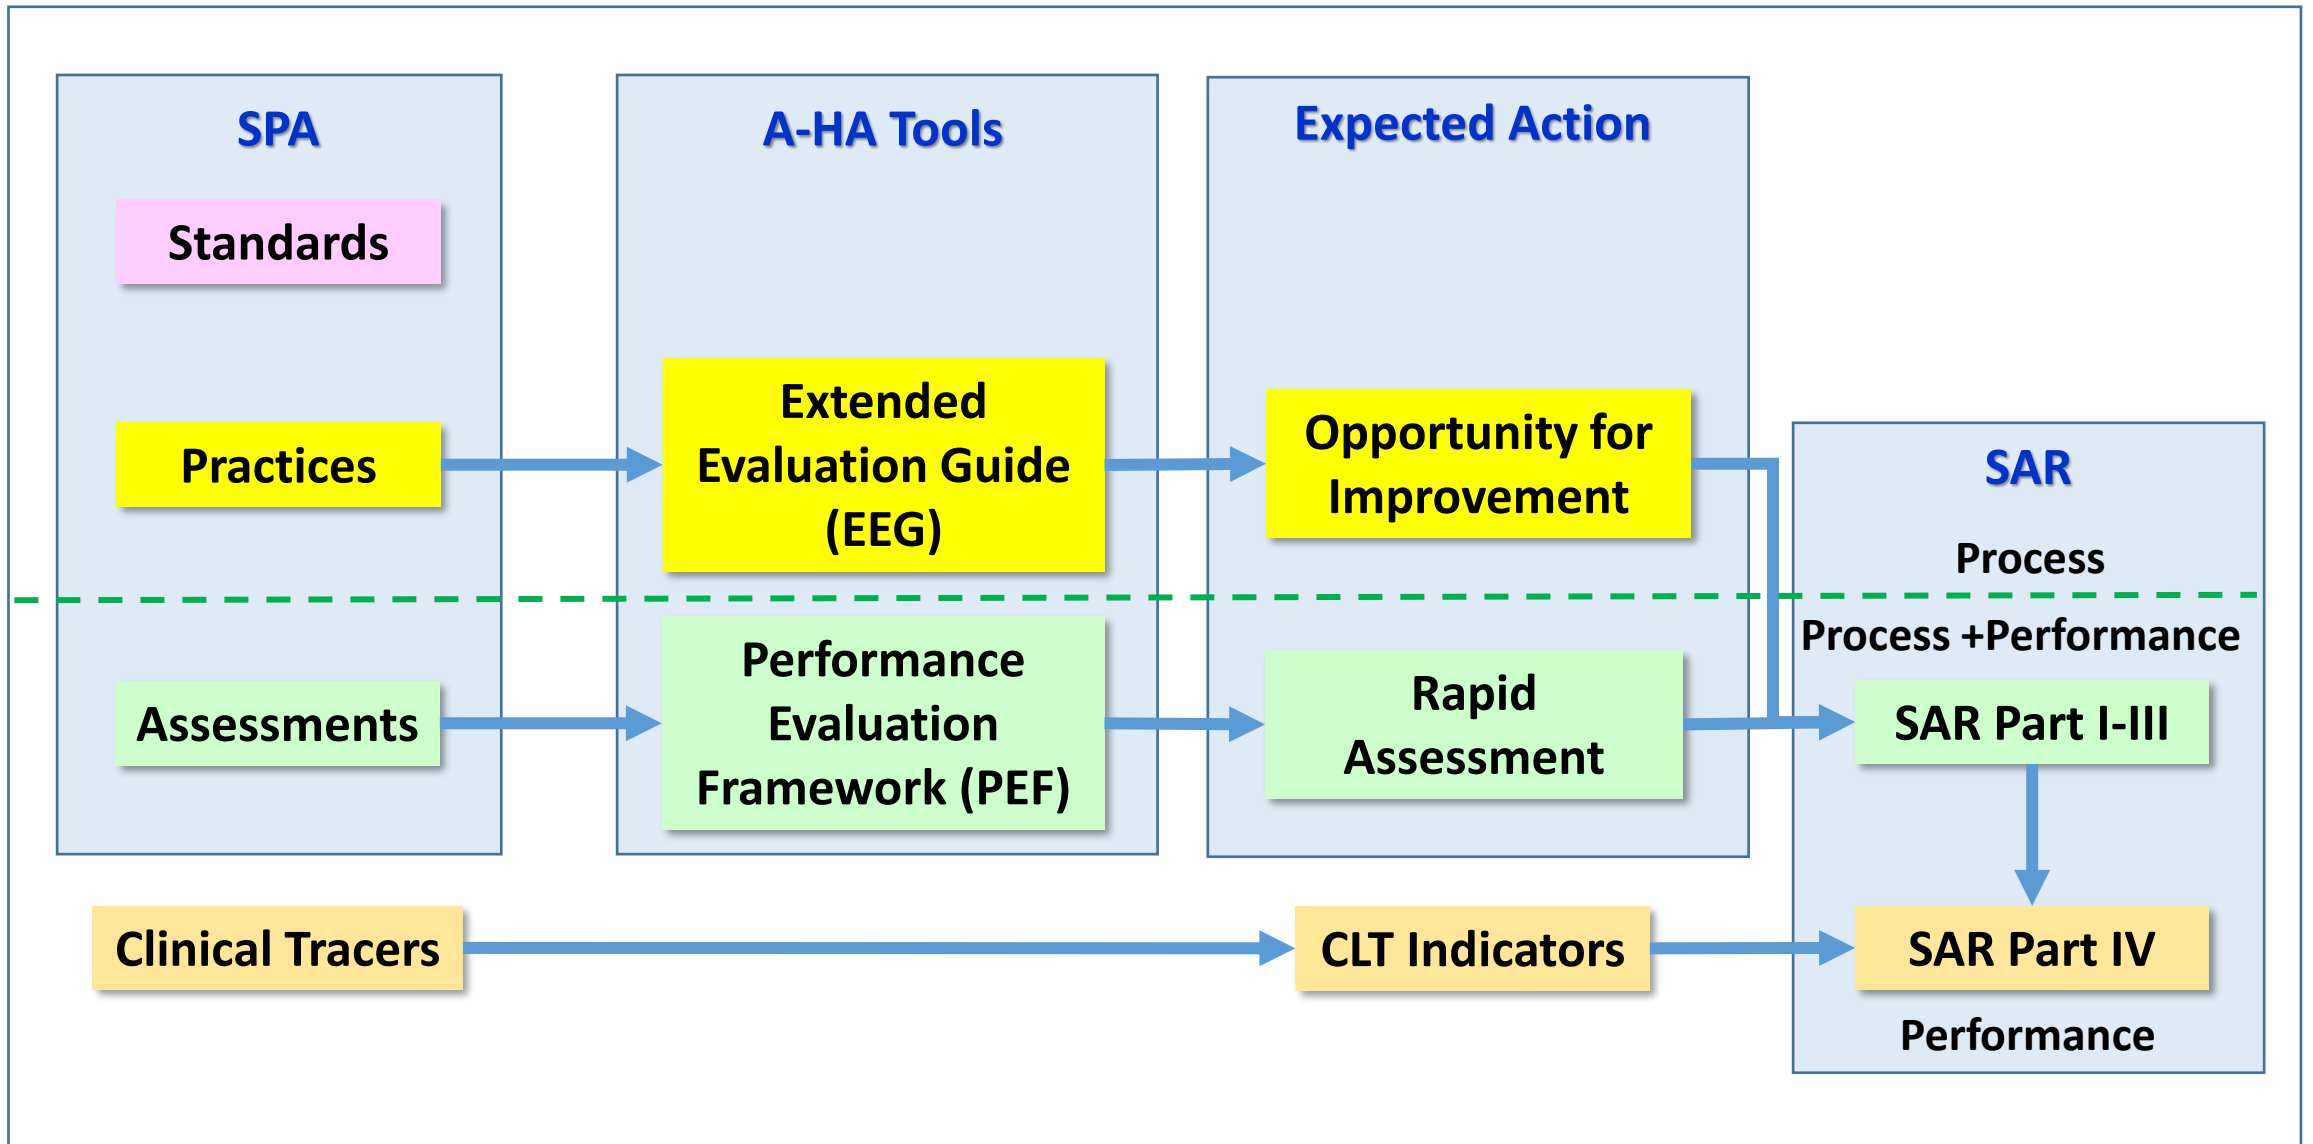 SPA
Standards
Practices
Assessments
A-HA Tools
Extended
Evaluation Guide
(EEG)
Performance
Evaluation
Framework (PEF)
Expected Action
Opportunity for
Improvement
Rapid
Assessment
Clinical Tracers
CLT Indicators
SAR
Process
Process +Performance
SAR Part I-III
SAR Part IV
Performance